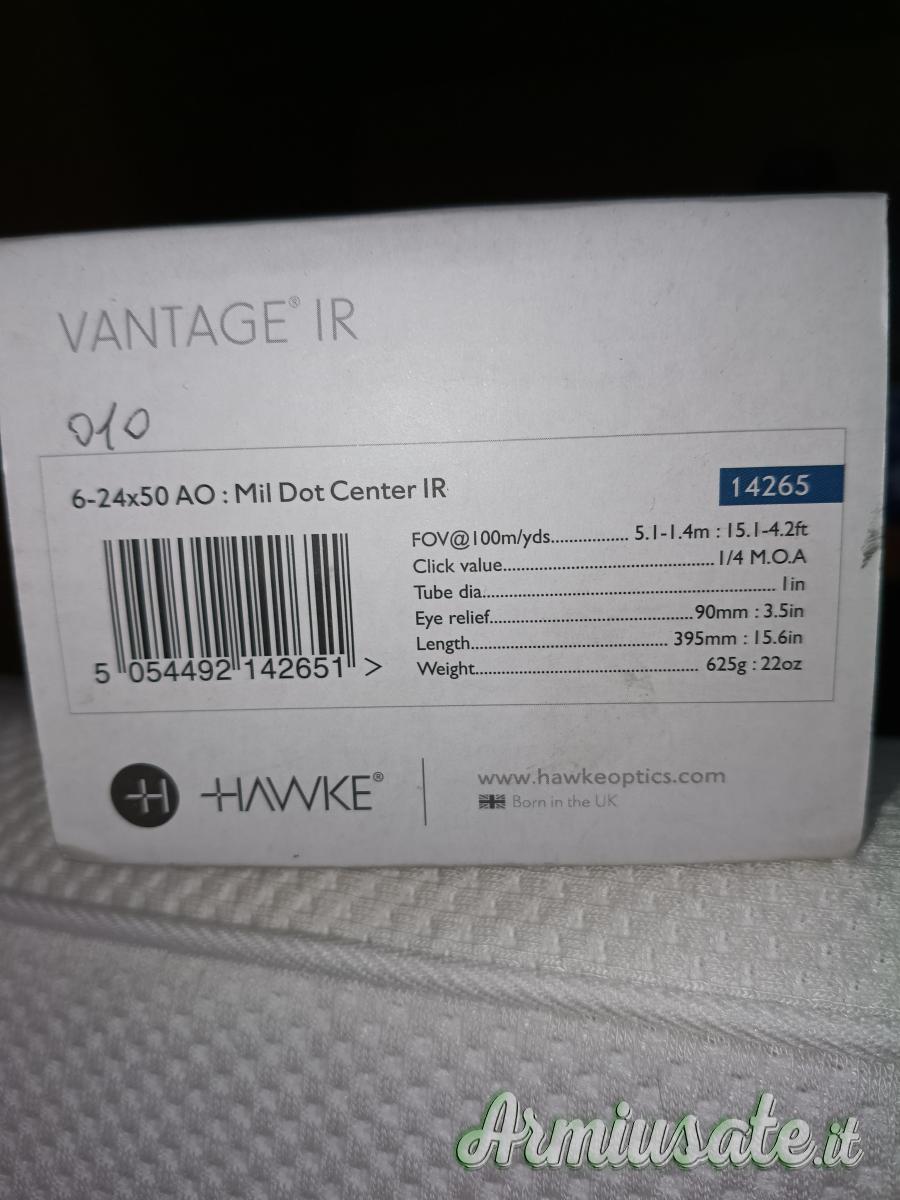 VANTAGE® IR
010
6-24x50 AO : Mil Dot Center IR
14265
FOV@100m/yds................ 5.1-1.4m : 15.1-4.2ft
Click value........................................... 1/4 M.O.A
Tube dia............................................................ 1in
Eye relief.........................................90mm : 3.5in
Length....................................... 395mm : 15.6in
Weight............................................. 625g : 22oz
5 054492 142651 >
H HAWKE®
www.hawkeoptics.com
Born in the UK
Armiusate.it